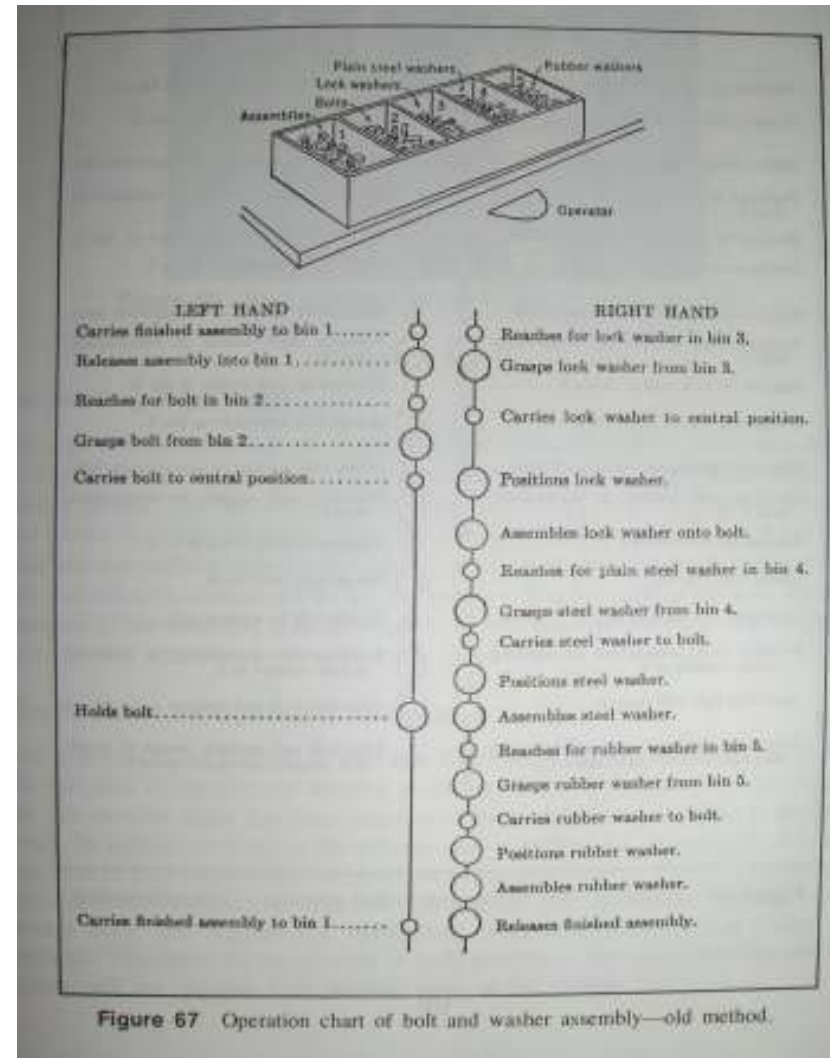 Plain steel washers
Rubber washers
Lock washers
Bolts
Assemblies
1
2
3
4
5
Operator
LEFT HAND
Carries finished assembly to bin 1.......
Releases assembly into bin 1............
Reaches for bolt in bin 2................
Grasps bolt from bin 2..................
Carries bolt to central position..........
Holds bolt..............................
Carries finished assembly to bin 1.......
RIGHT HAND
Reaches for lock washer in bin 3.
Grasps lock washer from bin 3.
Carries lock washer to central position.
Positions lock washer.
Assembles lock washer onto bolt.
Reaches for plain steel washer in bin 4.
Grasps steel washer from bin 4.
Carries steel washer to bolt.
Positions steel washer.
Assembles steel washer.
Reaches for rubber washer in bin 5.
Grasps rubber washer from bin 5.
Carries rubber washer to bolt.
Positions rubber washer.
Assembles rubber washer.
Releases finished assembly.
Figure 67 Operation chart of bolt and washer assembly—old method.